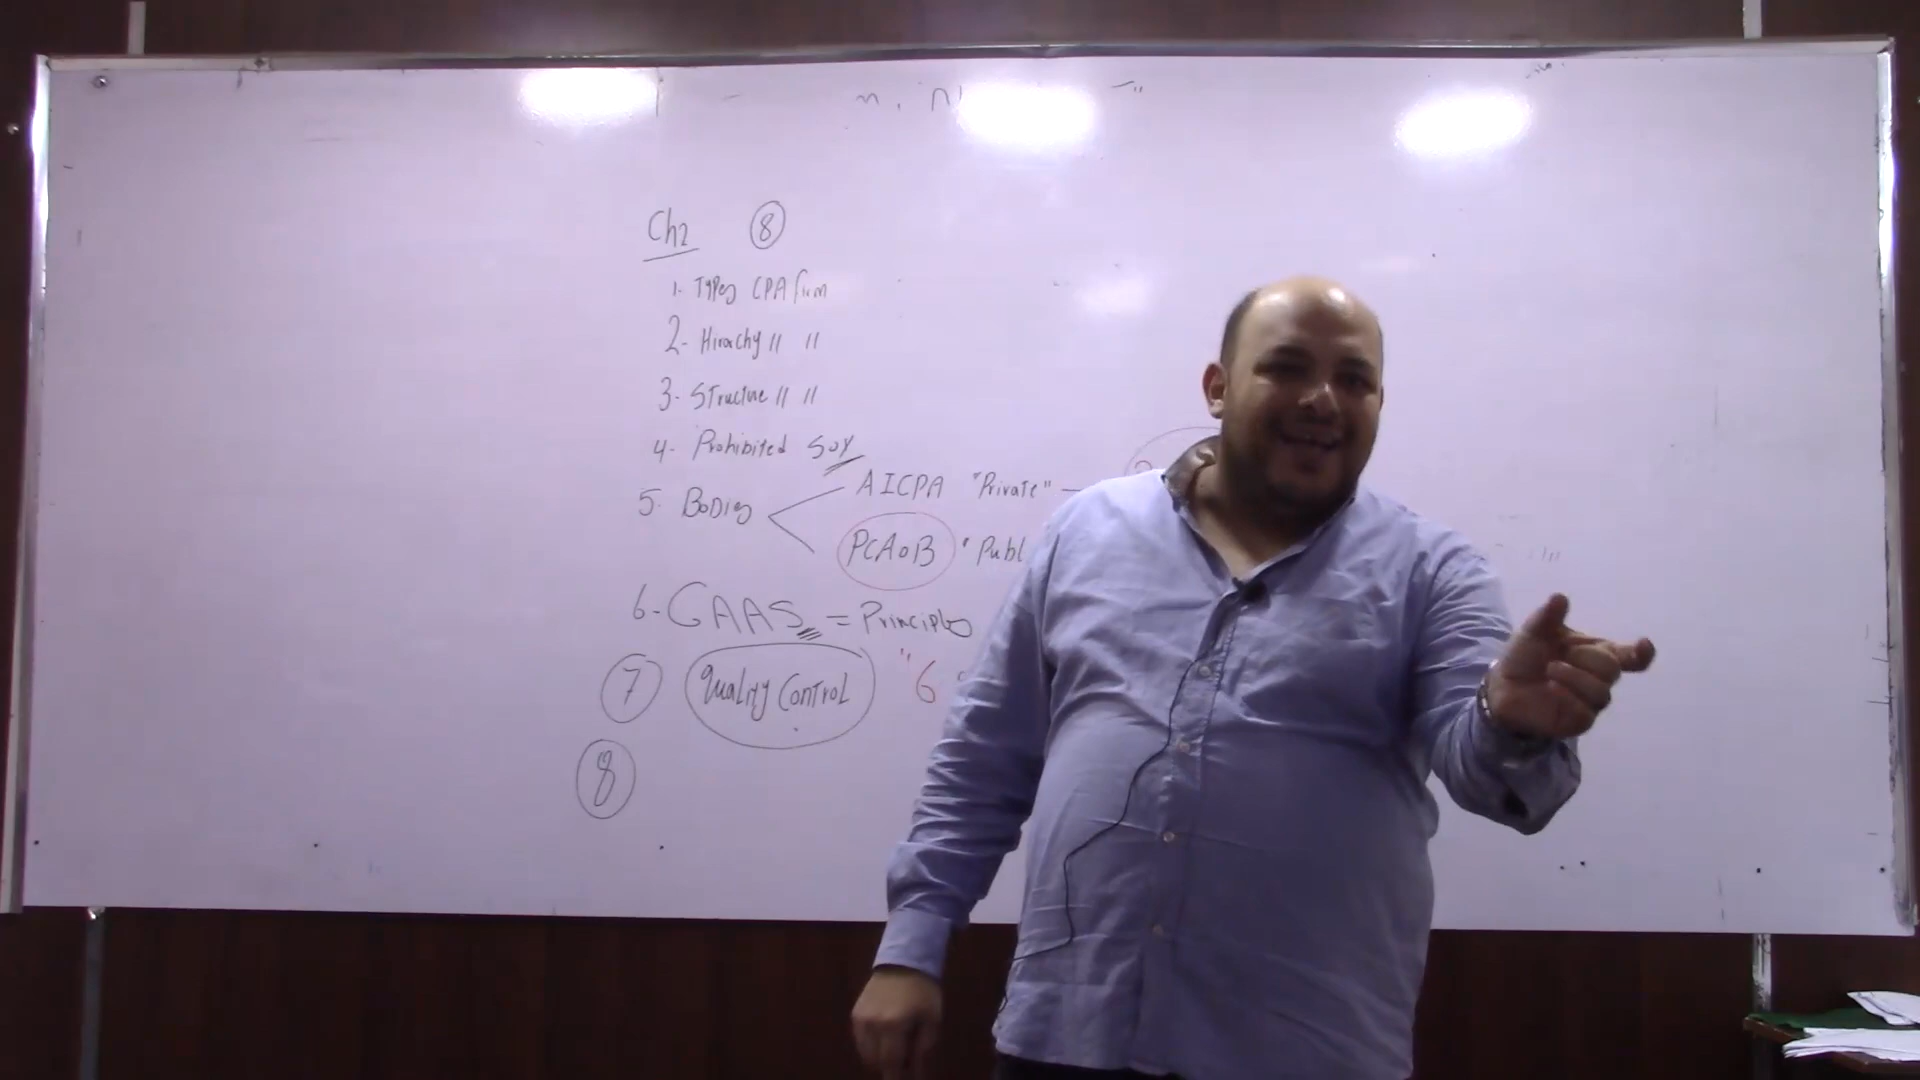 Ch2 8
1- Types CPA firm
2- Hirachy " "
3- Structure " "
4- Prohibited SOX
5- Bodies AICPA "Private" —
PCAOB "Publ
6- GAAS = Principles
7 Quality Control "6
8